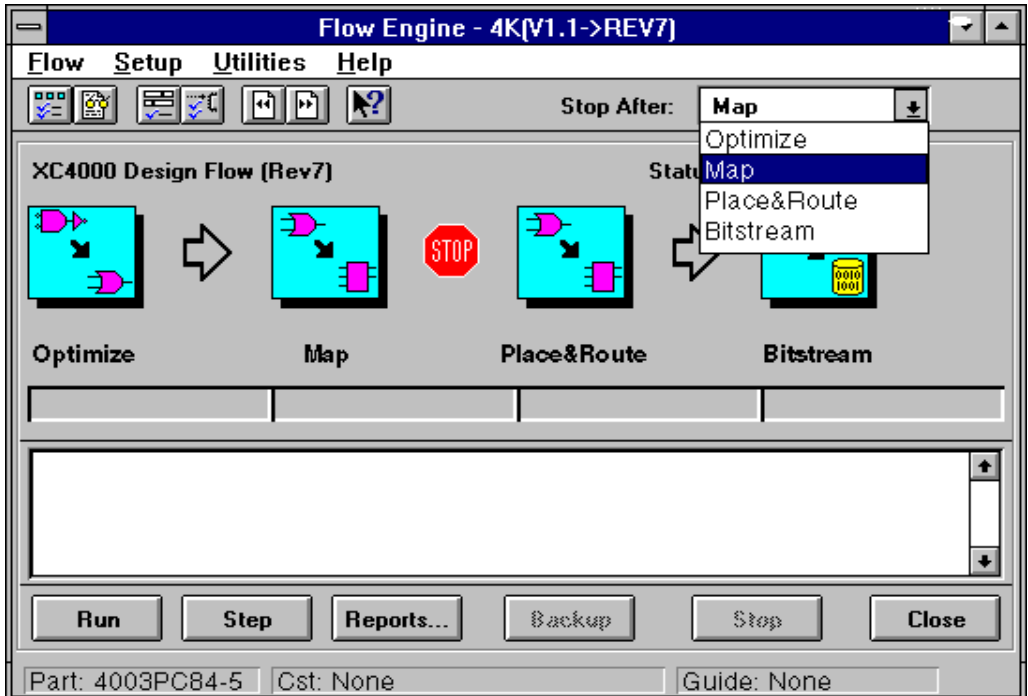 Flow Engine - 4K(V1.1->REV7)
Flow Setup Utilities Help
Stop After: Map
Optimize
Map
Place&Route
Bitstream
XC4000 Design Flow (Rev7)
Statu
STOP
0010
1001
Optimize Map Place&Route Bitstream
Run Step Reports... Backup Stop Close
Part: 4003PC84-5 Cst: None Guide: None